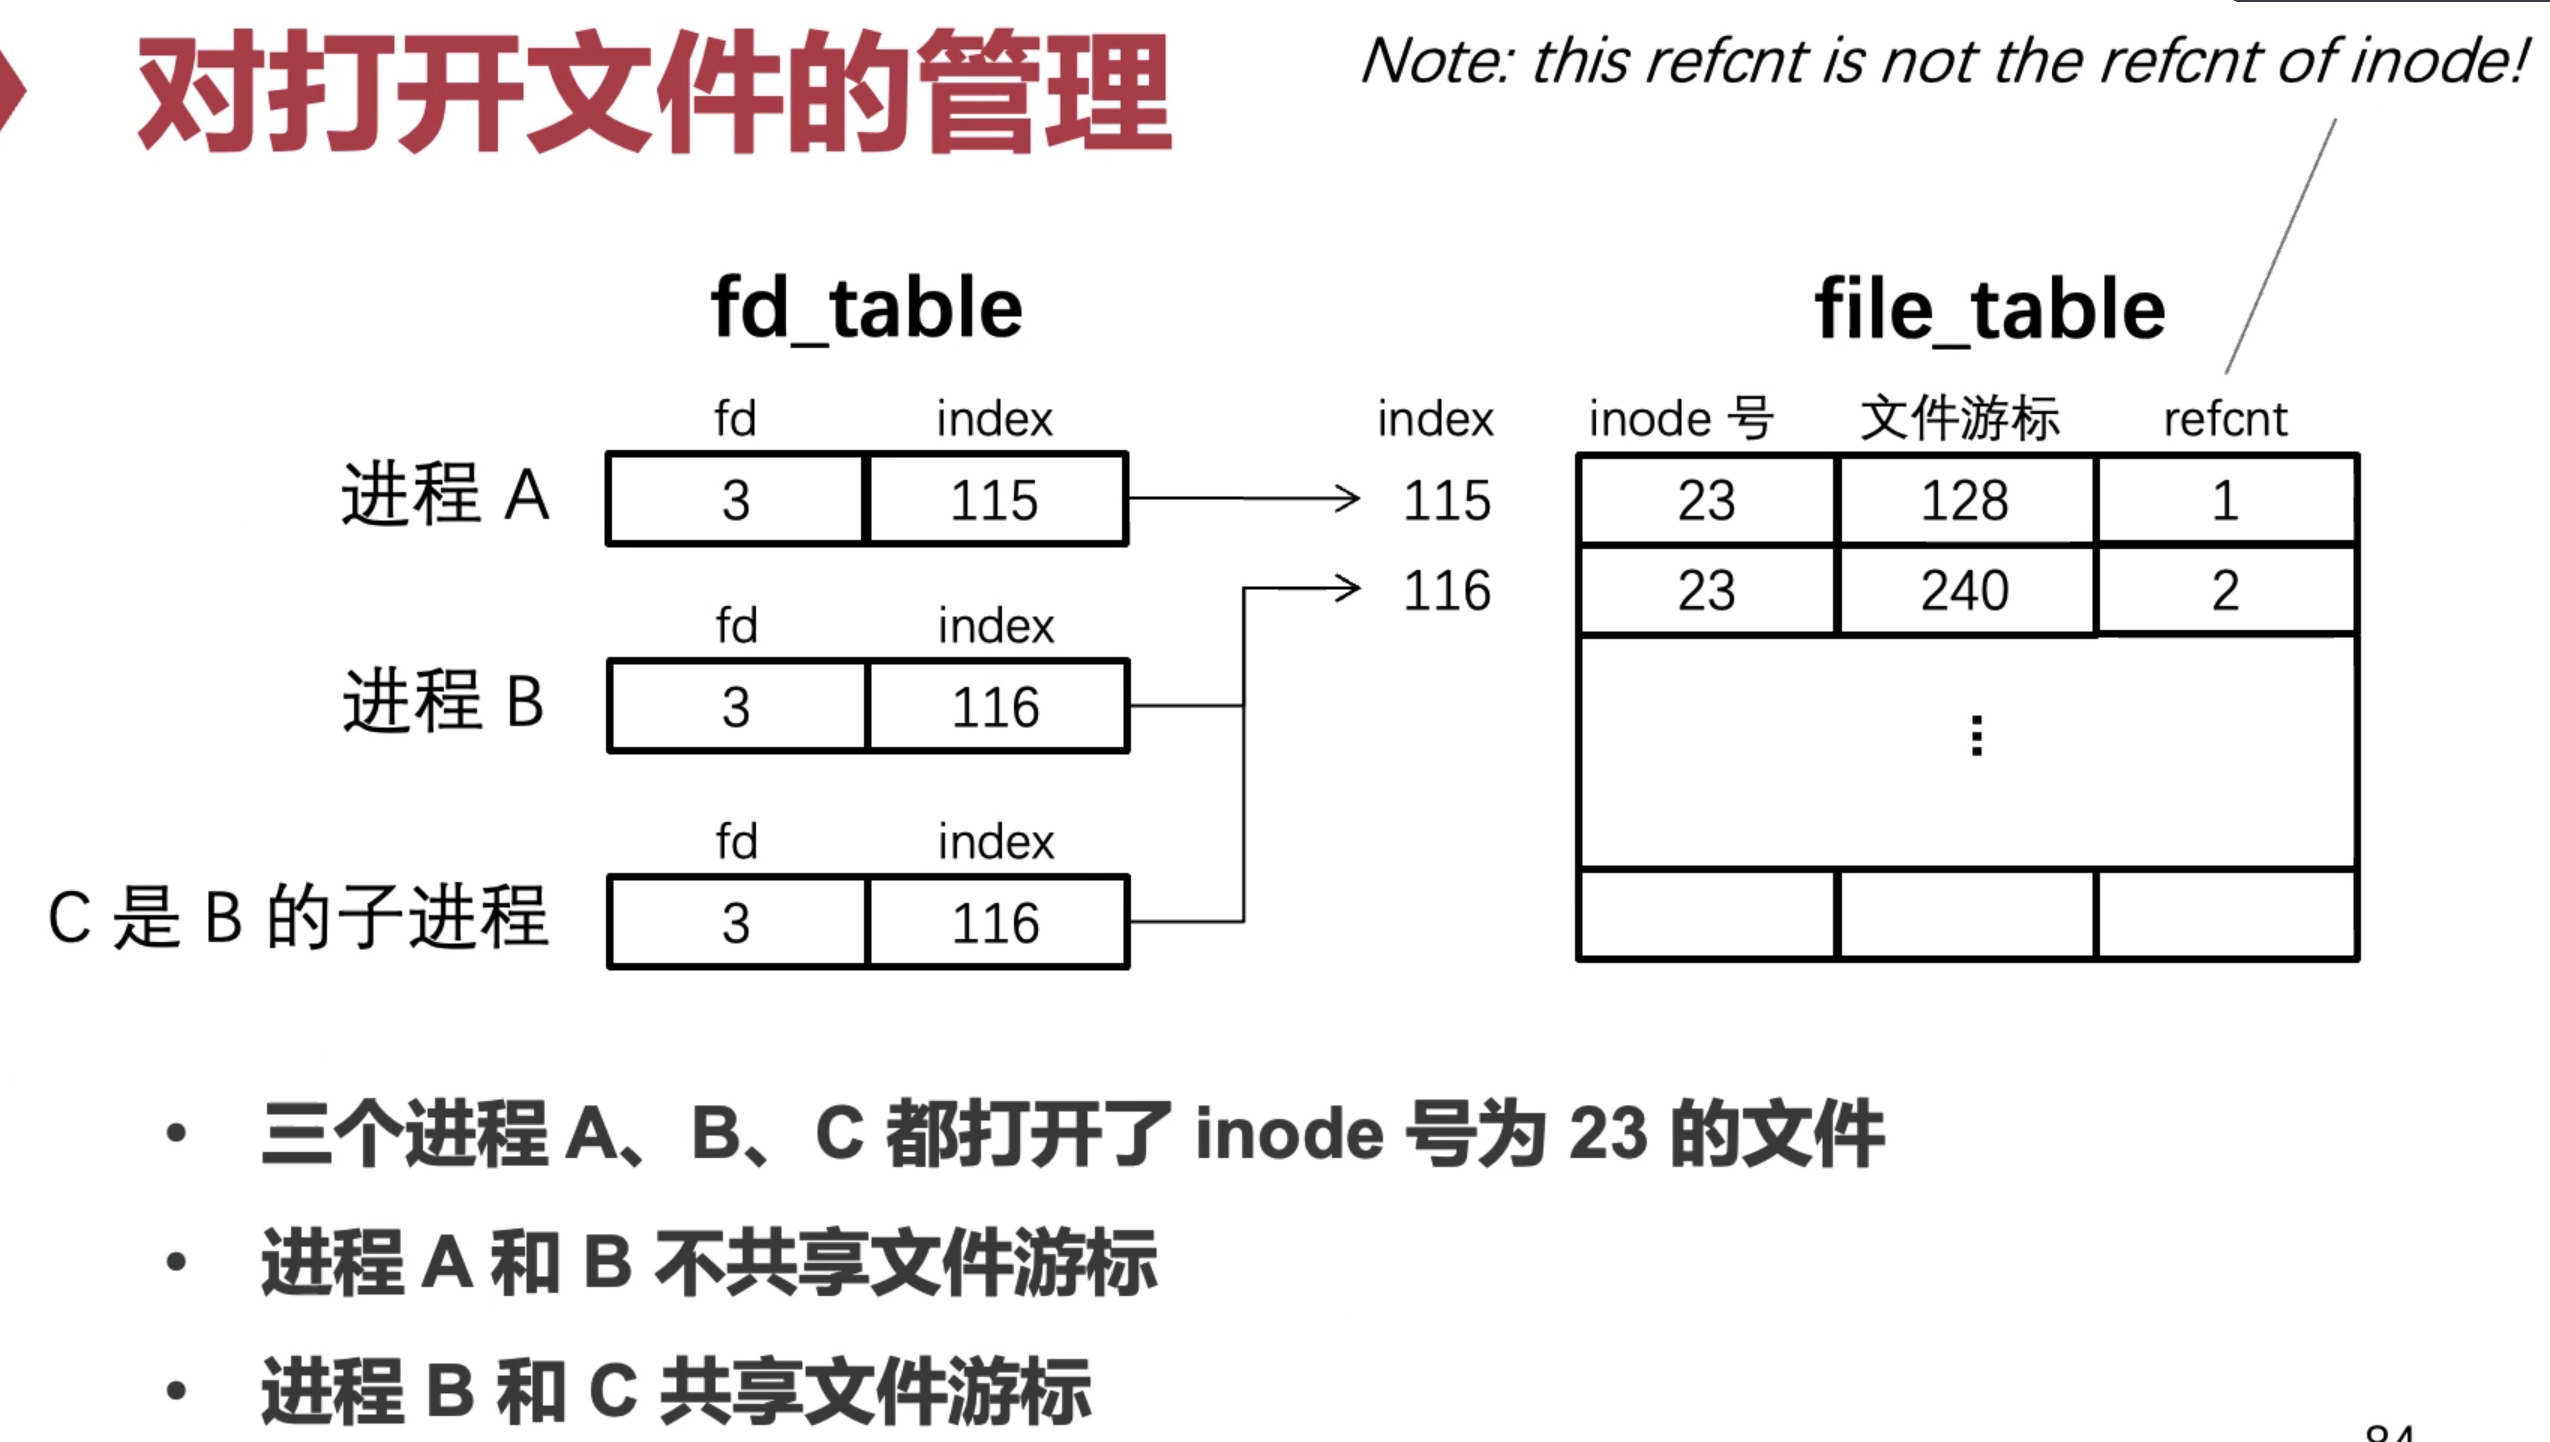 对打开文件的管理
Note: this refcnt is not the refcnt of inode!
fd_table
file_table
fd index
index inode 号 文件游标 refcnt
进程 A 3 115
115 23 128 1
116 23 240 2
fd index
进程 B 3 116
⋮
fd index
C 是 B 的子进程 3 116
• 三个进程 A、B、C 都打开了 inode 号为 23 的文件
• 进程 A 和 B 不共享文件游标
• 进程 B 和 C 共享文件游标
84